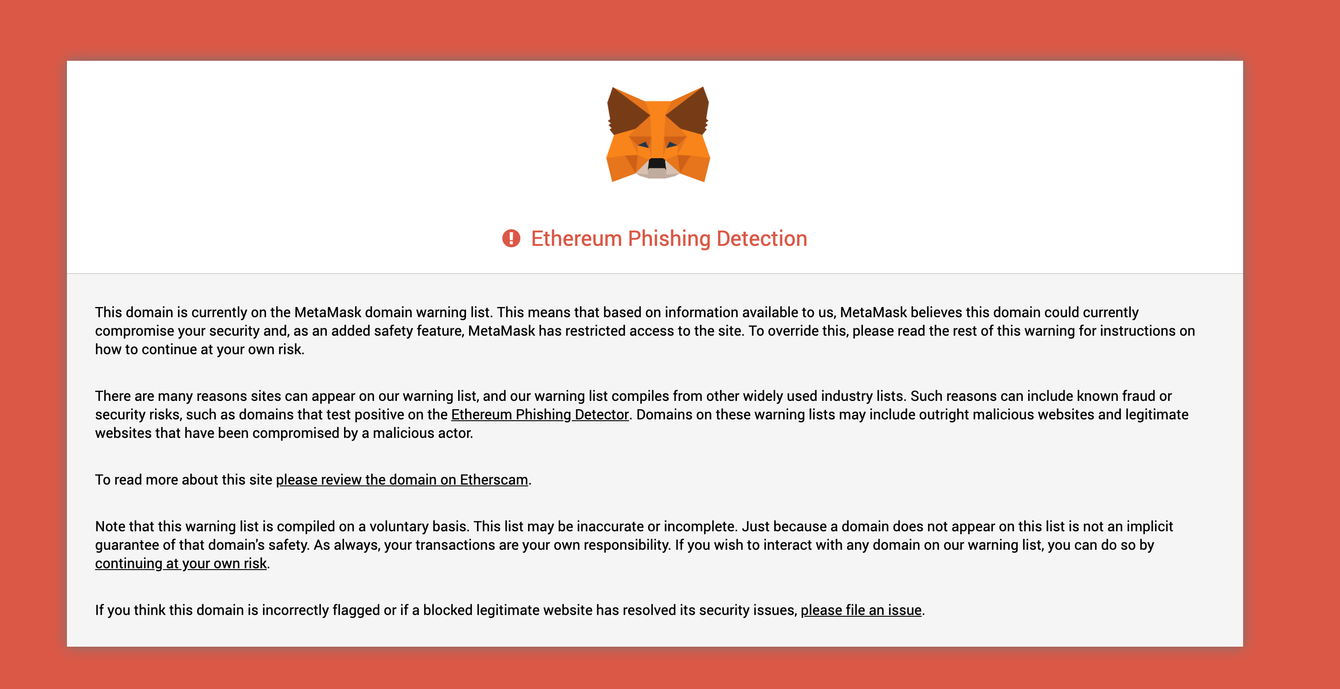 Ethereum Phishing Detection
This domain is currently on the MetaMask domain warning list. This means that based on information available to us, MetaMask believes this domain could currently
compromise your security and, as an added safety feature, MetaMask has restricted access to the site. To override this, please read the rest of this warning for instructions on
how to continue at your own risk.
There are many reasons sites can appear on our warning list, and our warning list compiles from other widely used industry lists. Such reasons can include known fraud or
security risks, such as domains that test positive on the Ethereum Phishing Detector. Domains on these warning lists may include outright malicious websites and legitimate
websites that have been compromised by a malicious actor.
To read more about this site please review the domain on Etherscam.
Note that this warning list is compiled on a voluntary basis. This list may be inaccurate or incomplete. Just because a domain does not appear on this list is not an implicit
guarantee of that domain's safety. As always, your transactions are your own responsibility. If you wish to interact with any domain on our warning list, you can do so by
continuing at your own risk.
If you think this domain is incorrectly flagged or if a blocked legitimate website has resolved its security issues, please file an issue.